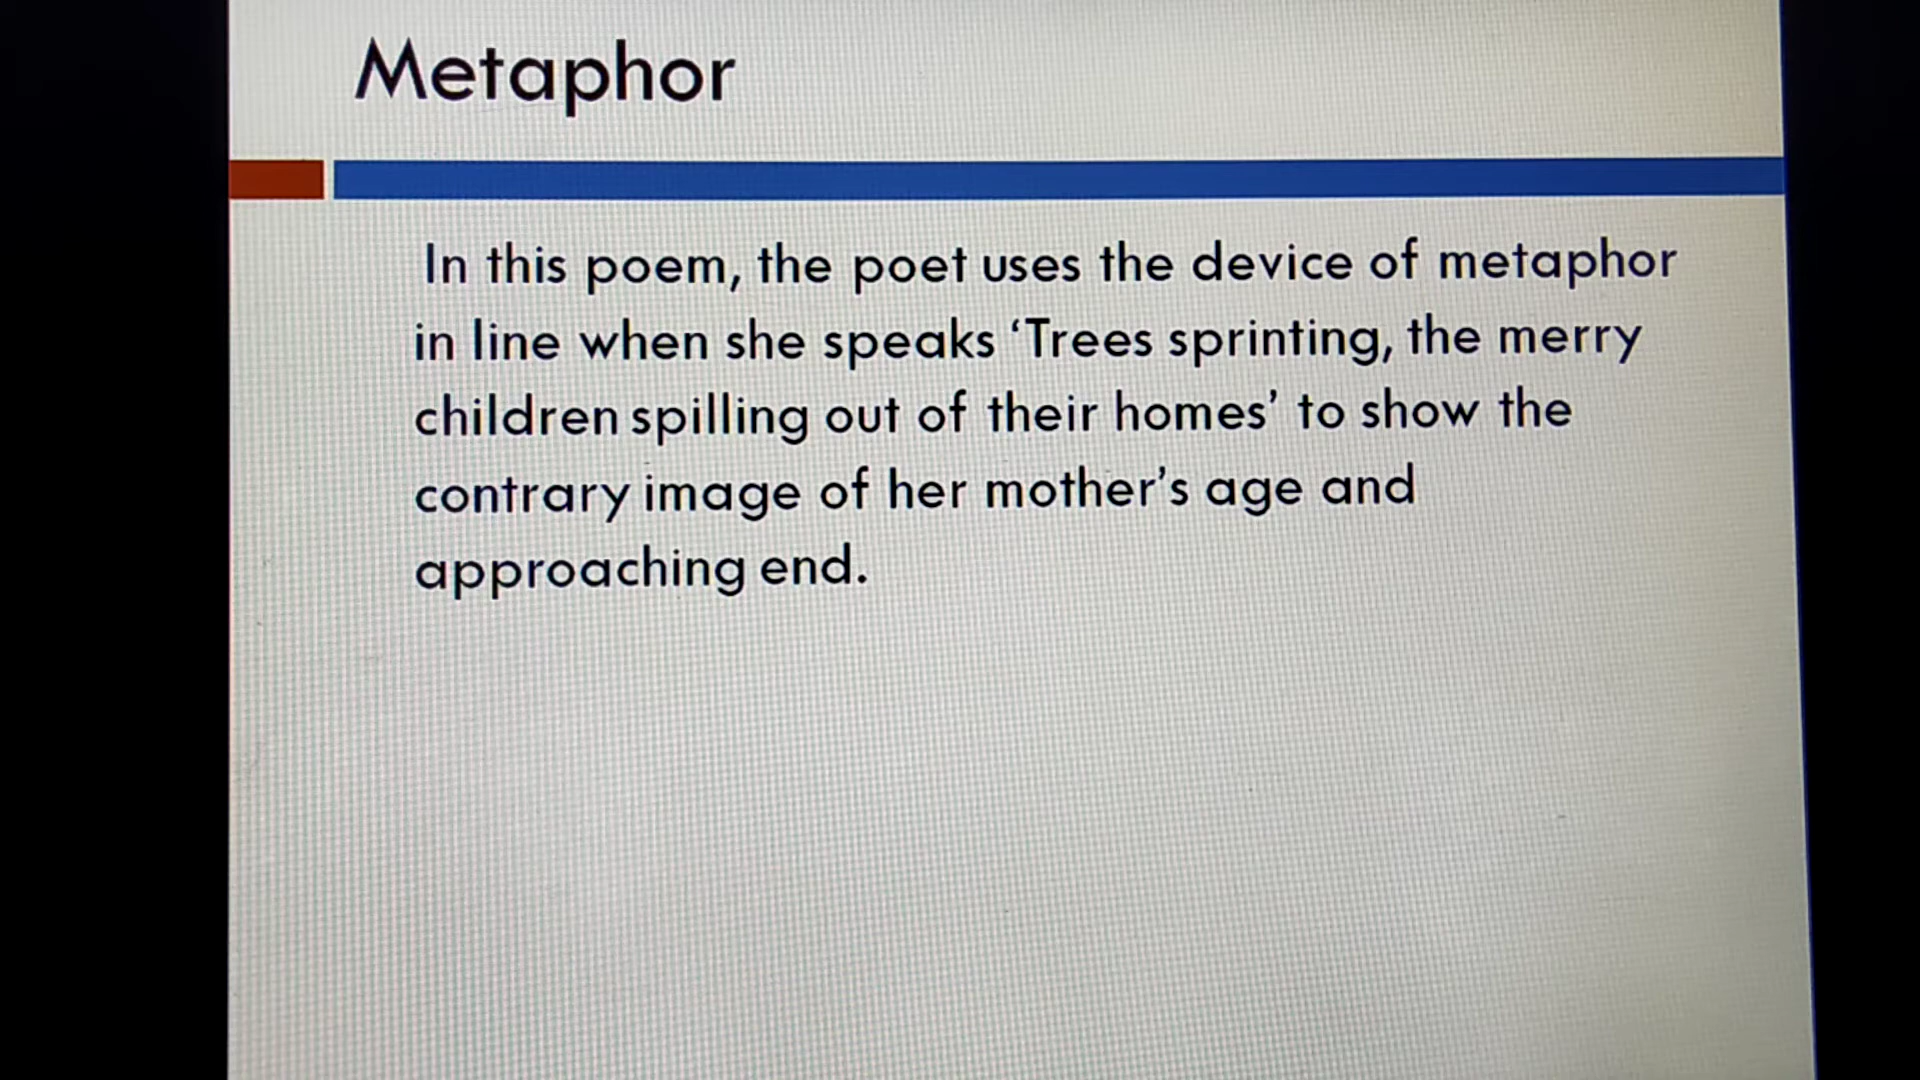 Metaphor
In this poem, the poet uses the device of metaphor
in line when she speaks ‘Trees sprinting, the merry
children spilling out of their homes’ to show the
contrary image of her mother’s age and
approaching end.